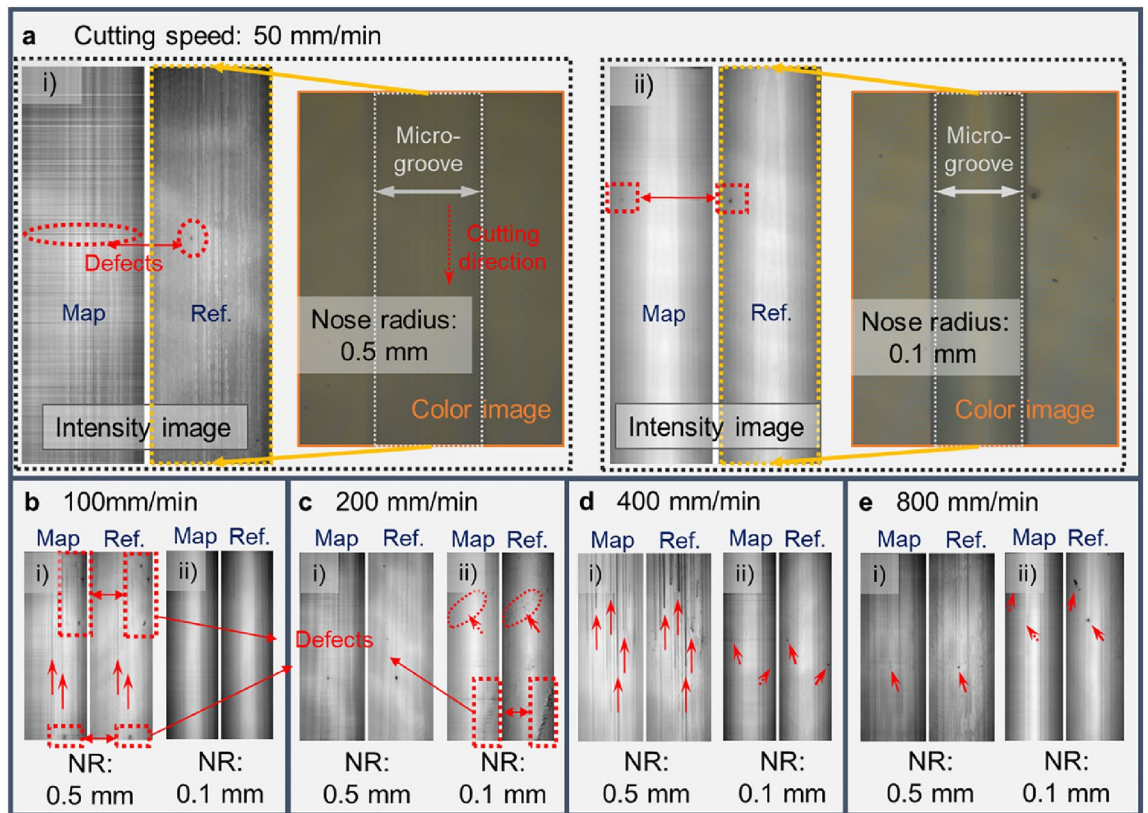 a Cutting speed: 50 mm/min
i)
Micro-
groove
Cutting
direction
Defects
Map
Ref.
Nose radius:
0.5 mm
Color image
Intensity image
ii)
Micro-
groove
Map
Ref.
Nose radius:
0.1 mm
Color image
Intensity image
b 100mm/min
Map Ref. Map Ref.
i) ii)
NR: NR:
0.5 mm 0.1 mm
c 200 mm/min
Map Ref. Map Ref.
i) ii)
Defects
NR: NR:
0.5 mm 0.1 mm
d 400 mm/min
Map Ref. Map Ref.
i) ii)
NR: NR:
0.5 mm 0.1 mm
e 800 mm/min
Map Ref. Map Ref.
i) ii)
NR: NR:
0.5 mm 0.1 mm